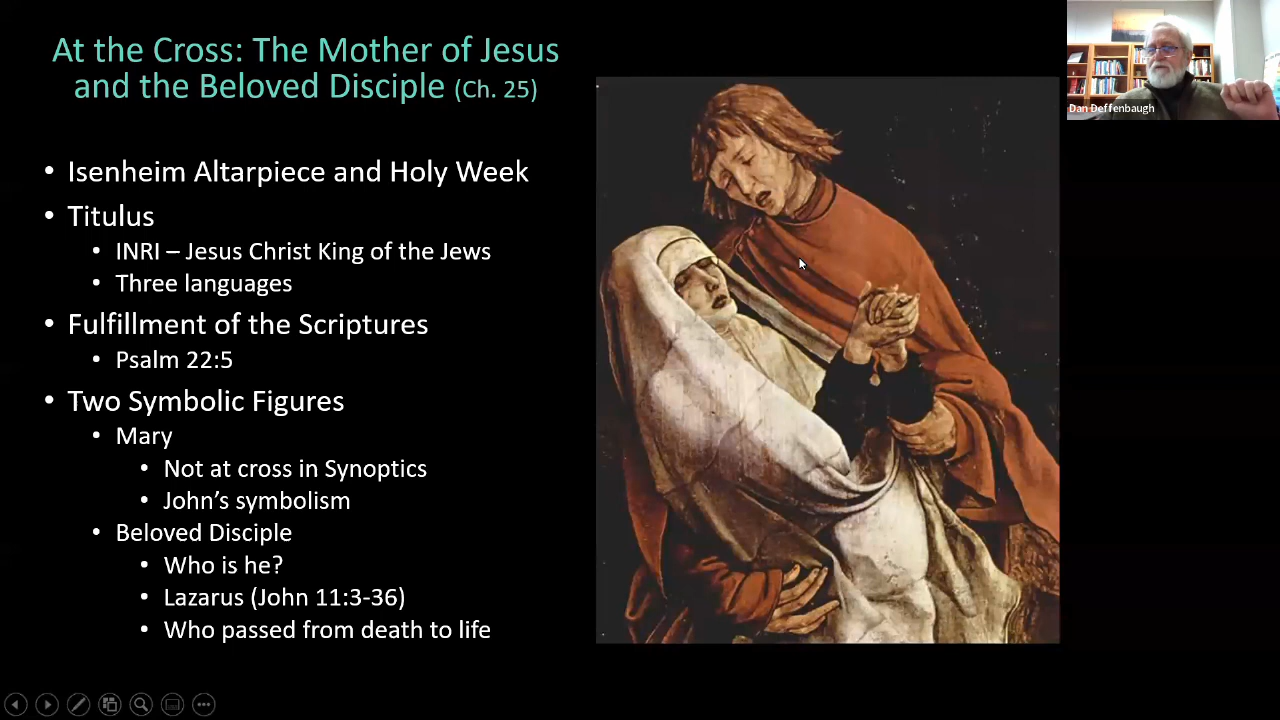 At the Cross: The Mother of Jesus
and the Beloved Disciple (Ch. 25)
• Isenheim Altarpiece and Holy Week
• Titulus
• INRI – Jesus Christ King of the Jews
• Three languages
• Fulfillment of the Scriptures
• Psalm 22:5
• Two Symbolic Figures
• Mary
• Not at cross in Synoptics
• John’s symbolism
• Beloved Disciple
• Who is he?
• Lazarus (John 11:3-36)
• Who passed from death to life
Dan Deffenbaugh